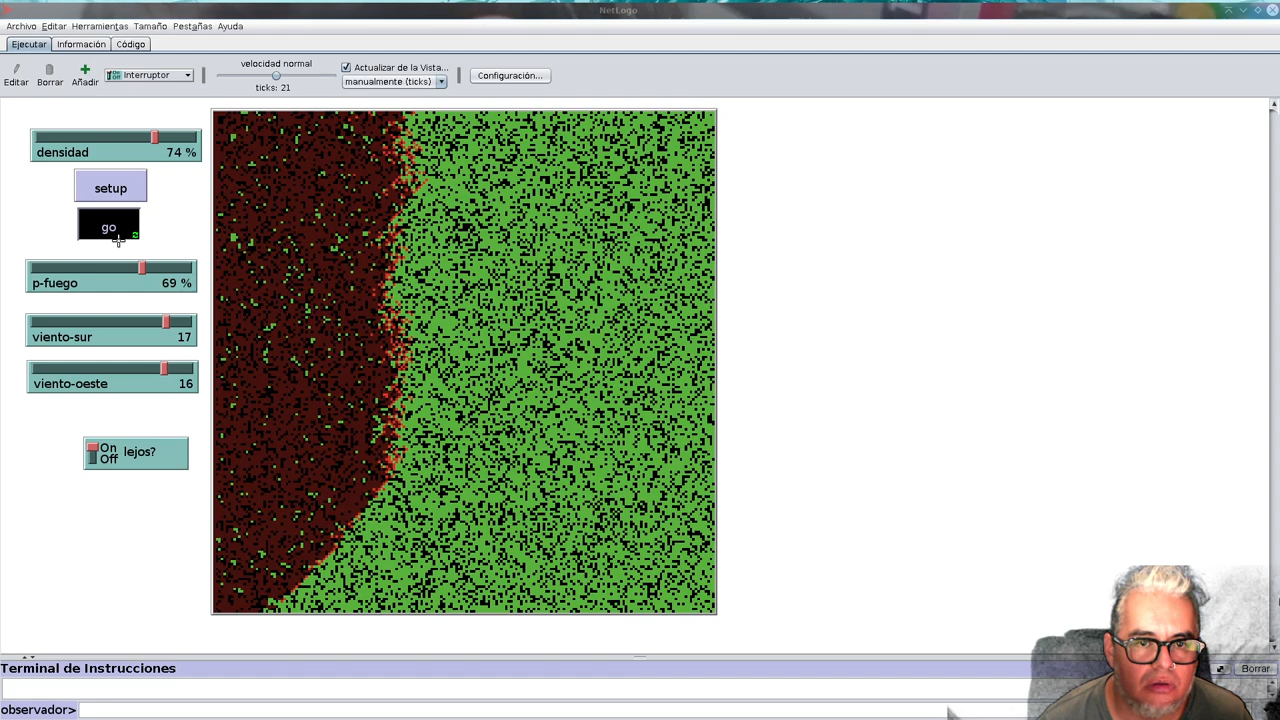 NetLogo
Archivo Editar Herramientas Tamaño Pestañas Ayuda
Ejecutar Información Código
Editar Borrar Añadir Interruptor velocidad normal ticks: 21 Actualizar de la Vista... manualmente (ticks) Configuración...
densidad 74 %
setup
go
p-fuego 69 %
viento-sur 17
viento-oeste 16
On
Off lejos?
Terminal de Instrucciones Borrar
observador>